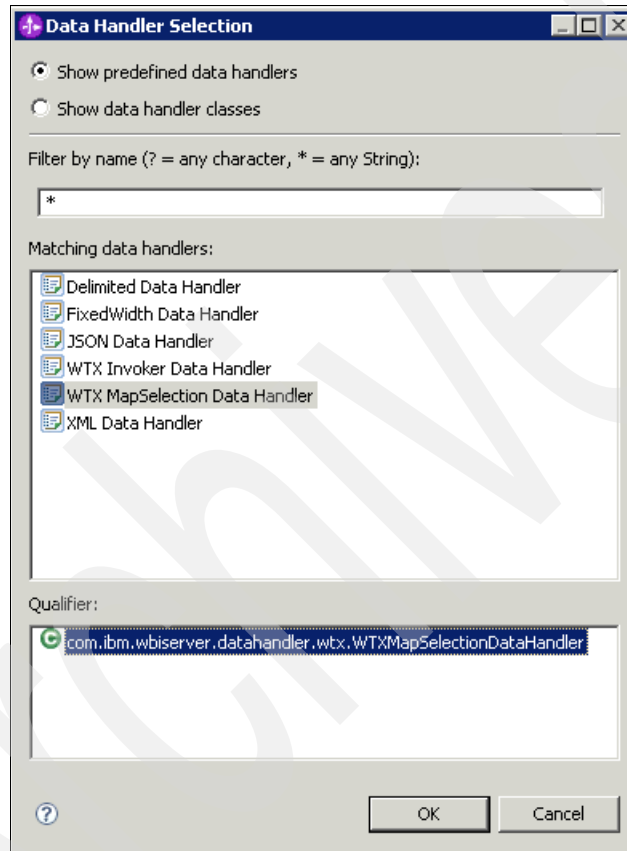 Data Handler Selection
Show predefined data handlers
Show data handler classes
Filter by name (? = any character, * = any String):
*
Matching data handlers:
Delimited Data Handler
FixedWidth Data Handler
JSON Data Handler
WTX Invoker Data Handler
WTX MapSelection Data Handler
XML Data Handler
Qualifier:
com.ibm.wbiserver.datahandler.wtx.WTXMapSelectionDataHandler
OK Cancel